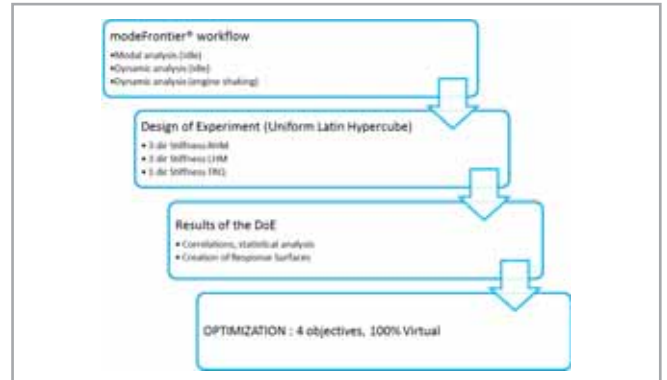 modeFrontier® workflow
•Modal analysis (idle)
•Dynamic analysis (idle)
•Dynamic analysis (engine shaking)
Design of Experiment (Uniform Latin Hypercube)
• 3 dir Stiffness RHM
• 3 dir Stiffness LHM
• 1 dir Stiffness TRQ
Results of the DoE
• Correlations, statistical analysis
• Creation of Response Surfaces
OPTIMIZATION : 4 objectives, 100% Virtual